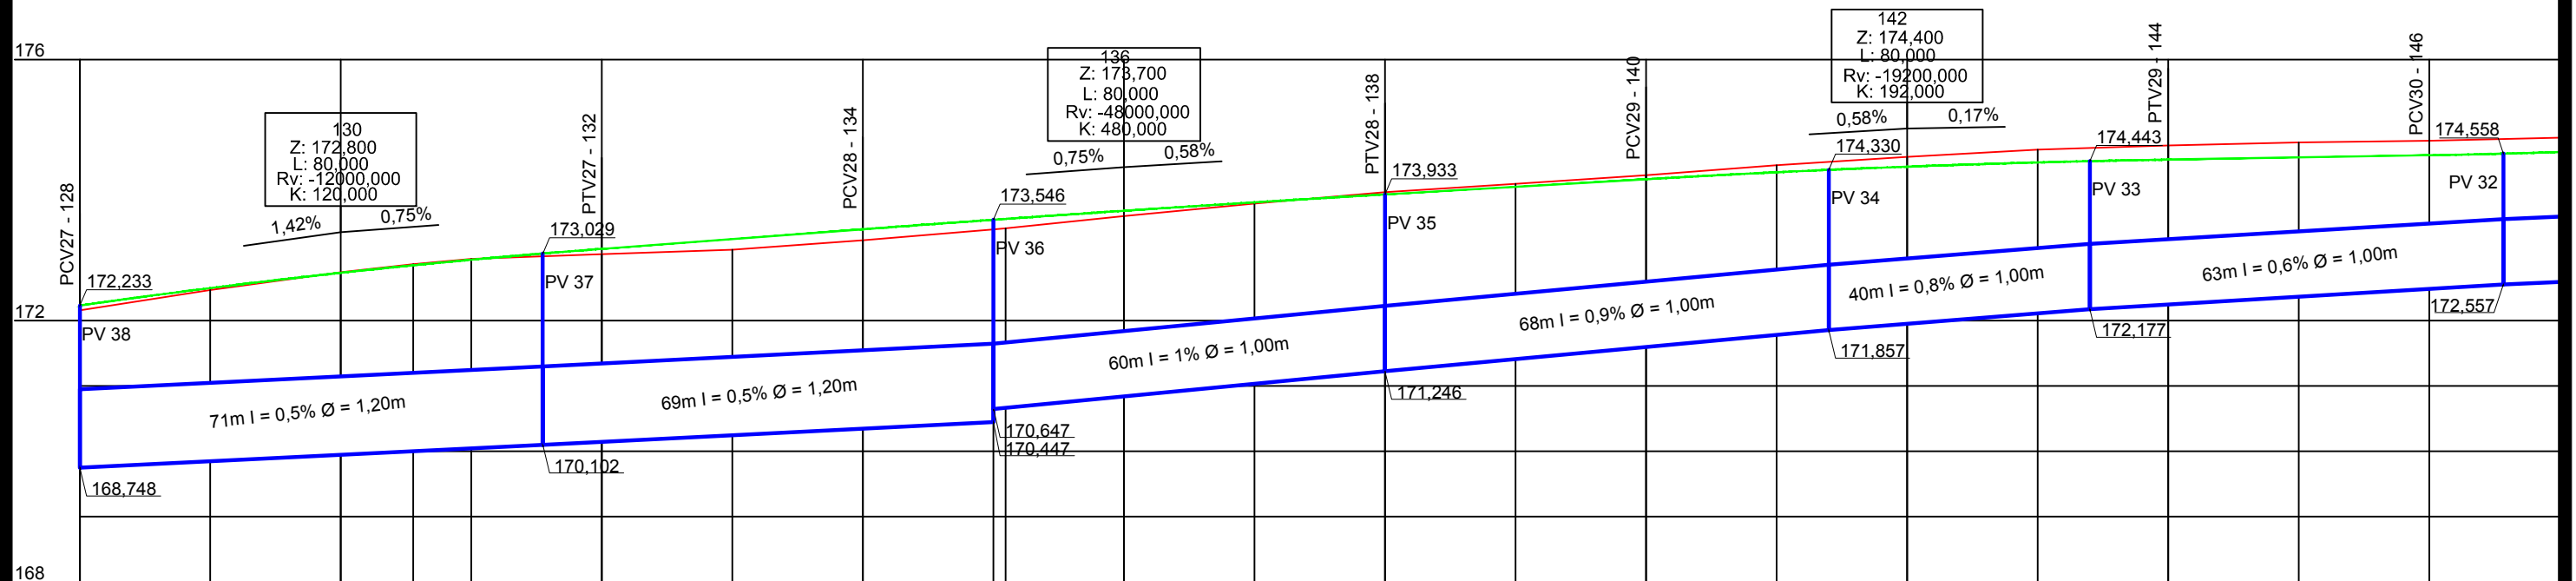 176
172
168
PCV27 - 128
172,233
PV 38
168,748
130
Z: 172,800
L: 80,000
Rv: -12000,000
K: 120,000
1,42%
0,75%
71m I = 0,5% Ø = 1,20m
PTV27 - 132
173,029
PV 37
170,102
69m I = 0,5% Ø = 1,20m
PCV28 - 134
173,546
PV 36
170,647
170,447
136
Z: 173,700
L: 80,000
Rv: -48000,000
K: 480,000
0,75%
0,58%
60m I = 1% Ø = 1,00m
PTV28 - 138
173,933
PV 35
171,246
68m I = 0,9% Ø = 1,00m
PCV29 - 140
142
Z: 174,400
L: 80,000
Rv: -19200,000
K: 192,000
0,58%
0,17%
174,330
PV 34
171,857
40m I = 0,8% Ø = 1,00m
PTV29 - 144
174,443
PV 33
172,177
63m I = 0,6% Ø = 1,00m
PCV30 - 146
174,558
PV 32
172,557